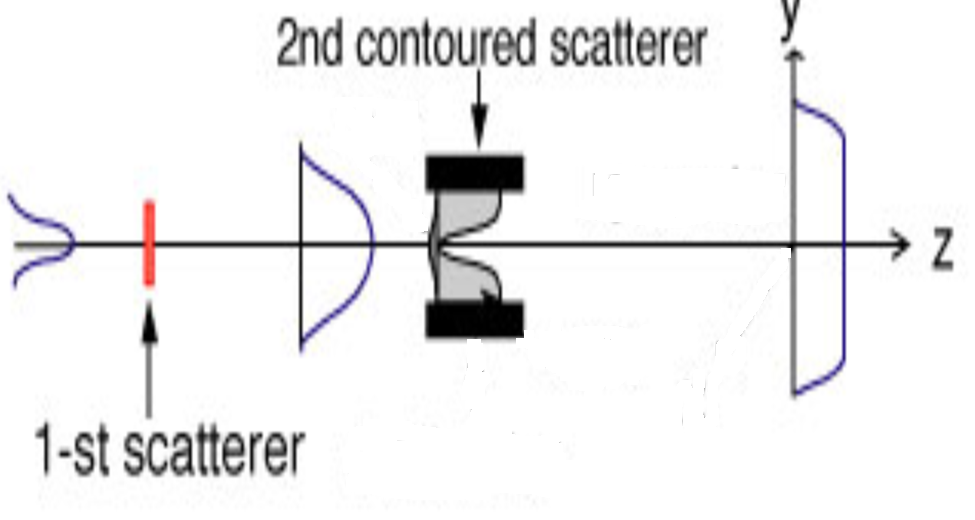 2nd contoured scatterer
y
z
1-st scatterer